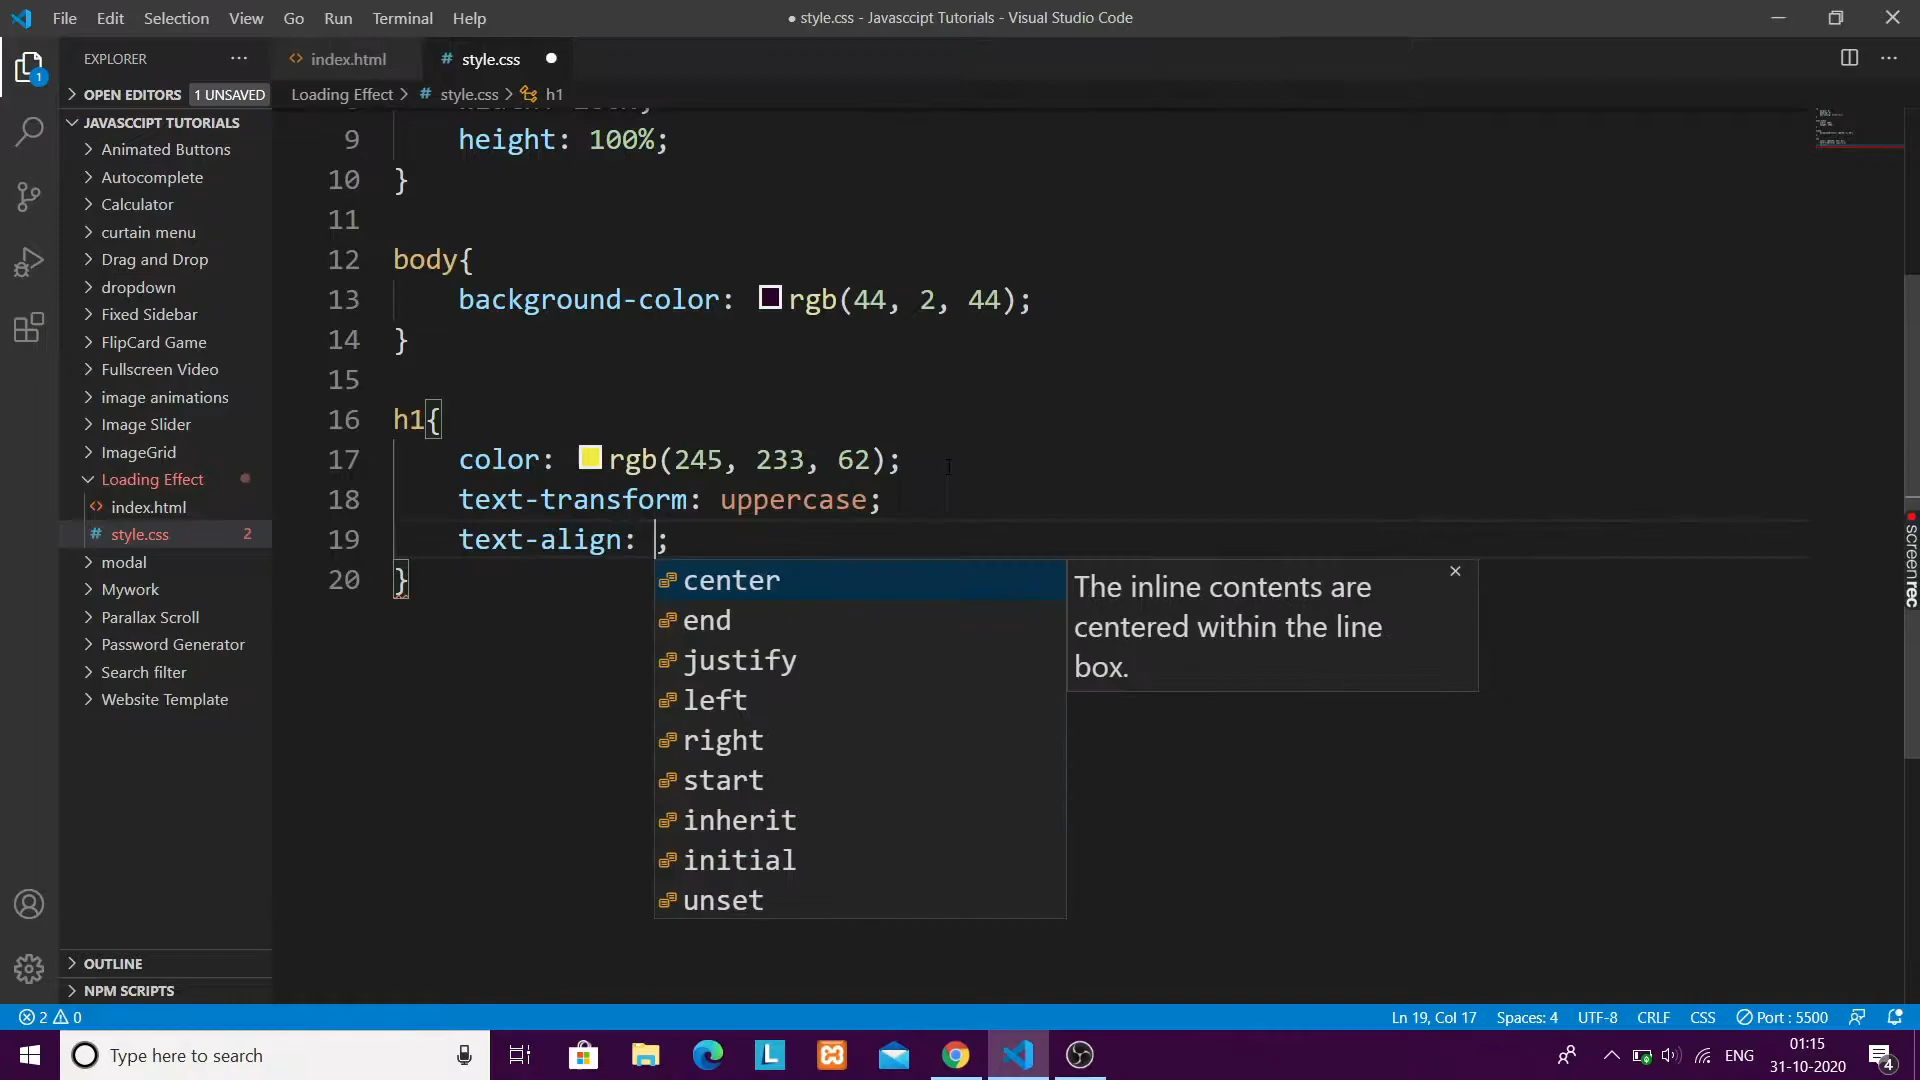 File Edit Selection View Go Run Terminal Help
● style.css - Javasccipt Tutorials - Visual Studio Code
EXPLORER
index.html
# style.css
OPEN EDITORS 1 UNSAVED
Loading Effect > # style.css > h1
JAVASCCIPT TUTORIALS
Animated Buttons
Autocomplete
Calculator
curtain menu
Drag and Drop
dropdown
Fixed Sidebar
FlipCard Game
Fullscreen Video
image animations
Image Slider
ImageGrid
Loading Effect
index.html
# style.css 2
modal
Mywork
Parallax Scroll
Password Generator
Search filter
Website Template
OUTLINE
NPM SCRIPTS
9 height: 100%;
10 }
11
12 body{
13 background-color: rgb(44, 2, 44);
14 }
15
16 h1{
17 color: rgb(245, 233, 62);
18 text-transform: uppercase;
19 text-align: ;
20 }
center
end
justify
left
right
start
inherit
initial
unset
The inline contents are
centered within the line
box.
×
screenrec
1
2 0
Ln 19, Col 17 Spaces: 4 UTF-8 CRLF CSS Port : 5500
Type here to search
L
ENG
01:15
31-10-2020
4